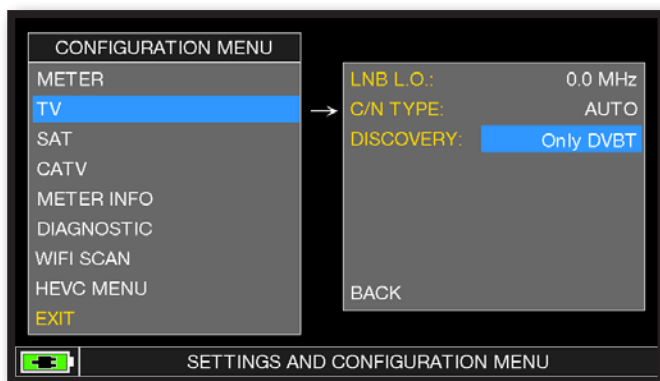 CONFIGURATION MENU
METER
TV
SAT
CATV
METER INFO
DIAGNOSTIC
WIFI SCAN
HEVC MENU
EXIT
LNB L.O.: 0.0 MHz
C/N TYPE: AUTO
DISCOVERY: Only DVBT
BACK
SETTINGS AND CONFIGURATION MENU